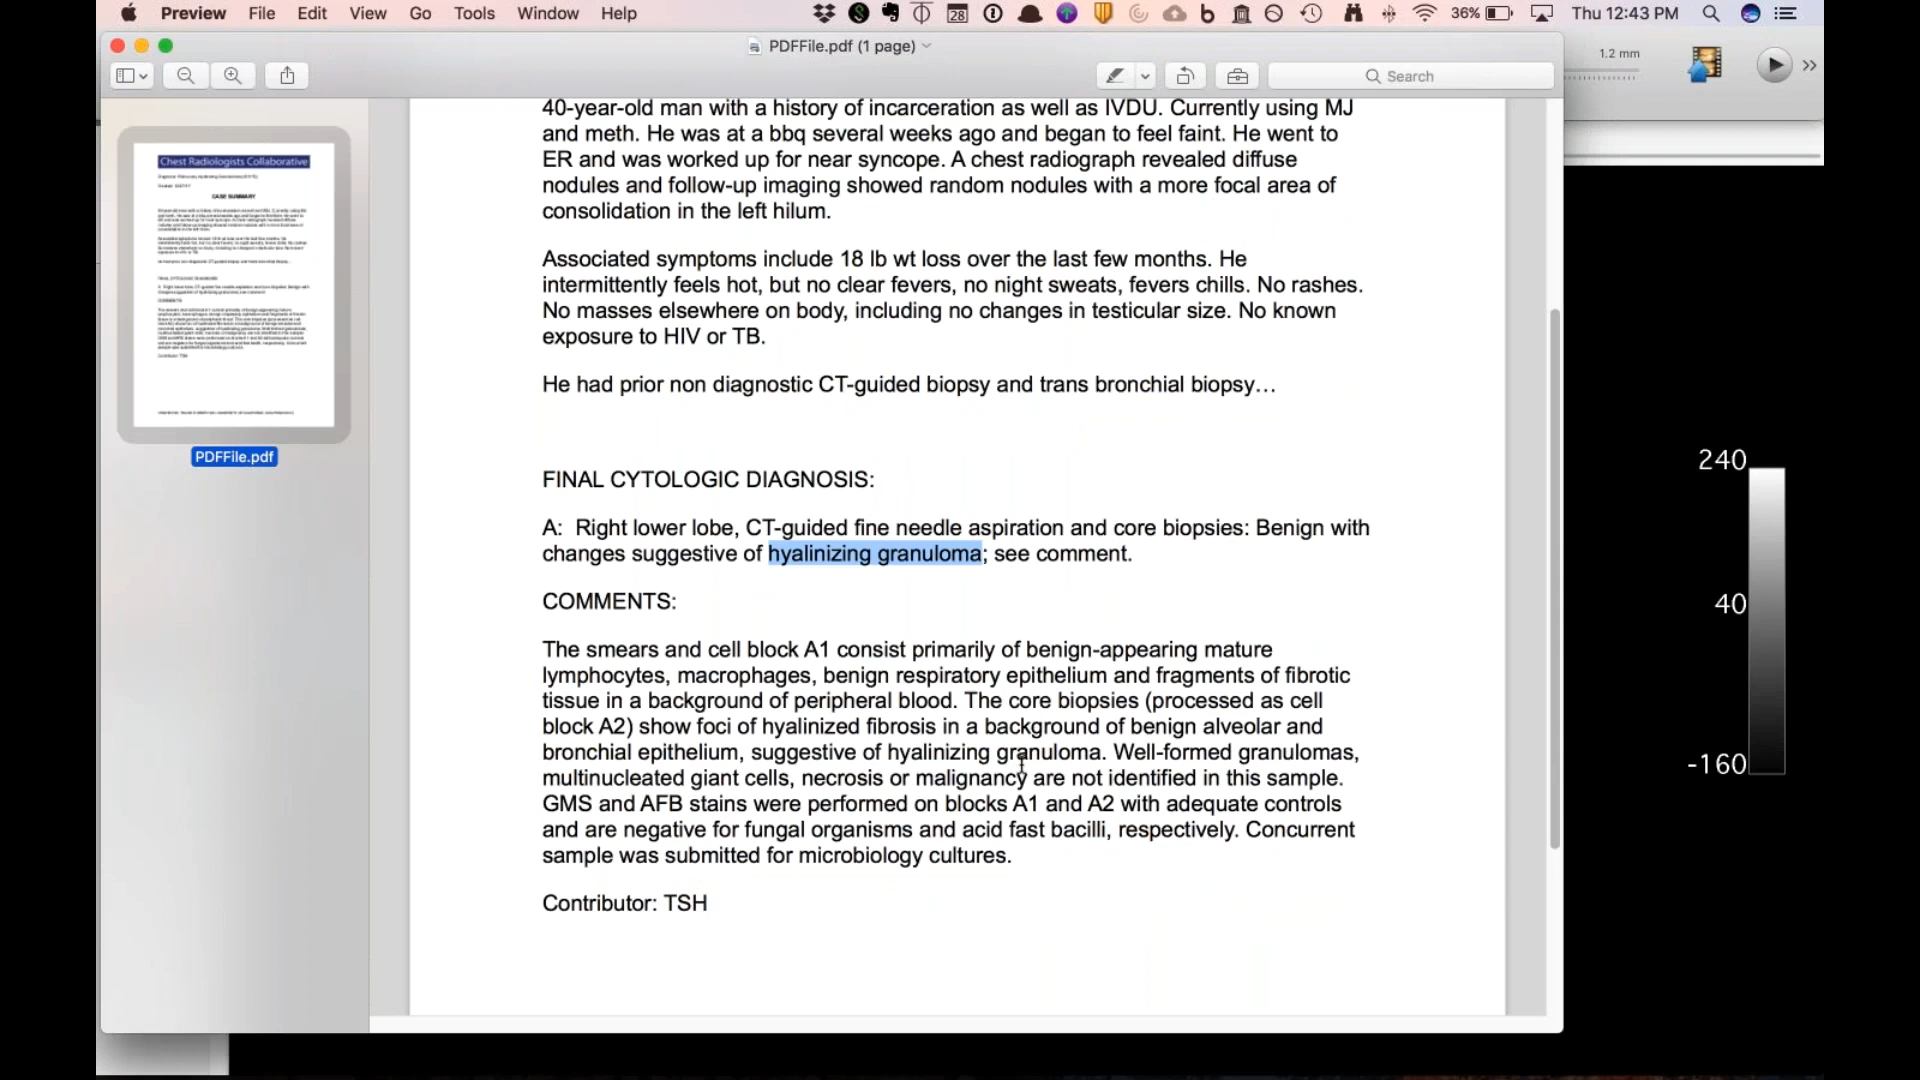 Preview File Edit View Go Tools Window Help 28 36% Thu 12:43 PM
PDFFile.pdf (1 page)
1.2 mm
Search
Chest Radiologists Collaborative
CASE SUMMARY
PDFFile.pdf
40-year-old man with a history of incarceration as well as IVDU. Currently using MJ
and meth. He was at a bbq several weeks ago and began to feel faint. He went to
ER and was worked up for near syncope. A chest radiograph revealed diffuse
nodules and follow-up imaging showed random nodules with a more focal area of
consolidation in the left hilum.
Associated symptoms include 18 lb wt loss over the last few months. He
intermittently feels hot, but no clear fevers, no night sweats, fevers chills. No rashes.
No masses elsewhere on body, including no changes in testicular size. No known
exposure to HIV or TB.
He had prior non diagnostic CT-guided biopsy and trans bronchial biopsy…
FINAL CYTOLOGIC DIAGNOSIS:
A: Right lower lobe, CT-guided fine needle aspiration and core biopsies: Benign with
changes suggestive of hyalinizing granuloma; see comment.
COMMENTS:
The smears and cell block A1 consist primarily of benign-appearing mature
lymphocytes, macrophages, benign respiratory epithelium and fragments of fibrotic
tissue in a background of peripheral blood. The core biopsies (processed as cell
block A2) show foci of hyalinized fibrosis in a background of benign alveolar and
bronchial epithelium, suggestive of hyalinizing granuloma. Well-formed granulomas,
multinucleated giant cells, necrosis or malignancy are not identified in this sample.
GMS and AFB stains were performed on blocks A1 and A2 with adequate controls
and are negative for fungal organisms and acid fast bacilli, respectively. Concurrent
sample was submitted for microbiology cultures.
Contributor: TSH
240
40
-160